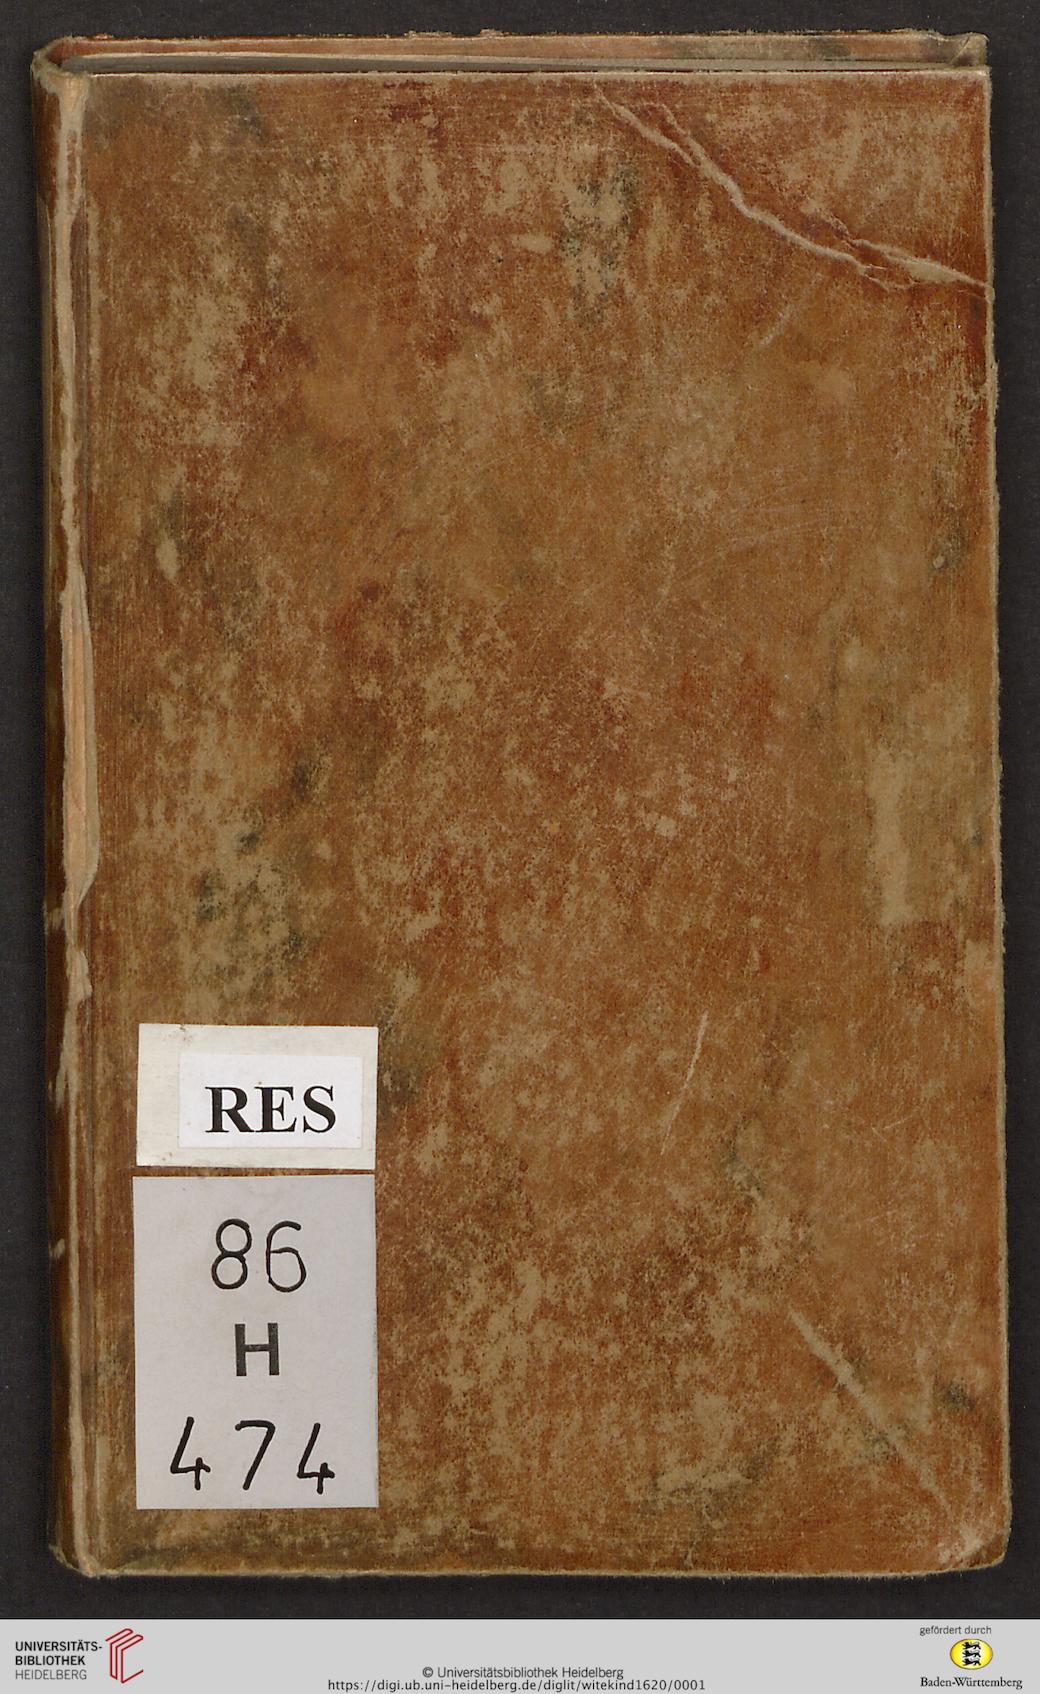 RES
86
H
474
UNIVERSITÄTS-
BIBLIOTHEK
HEIDELBERG
© Universitätsbibliothek Heidelberg
https://digi.ub.uni-heidelberg.de/diglit/witekind1620/0001
gefördert durch
Baden-Württemberg